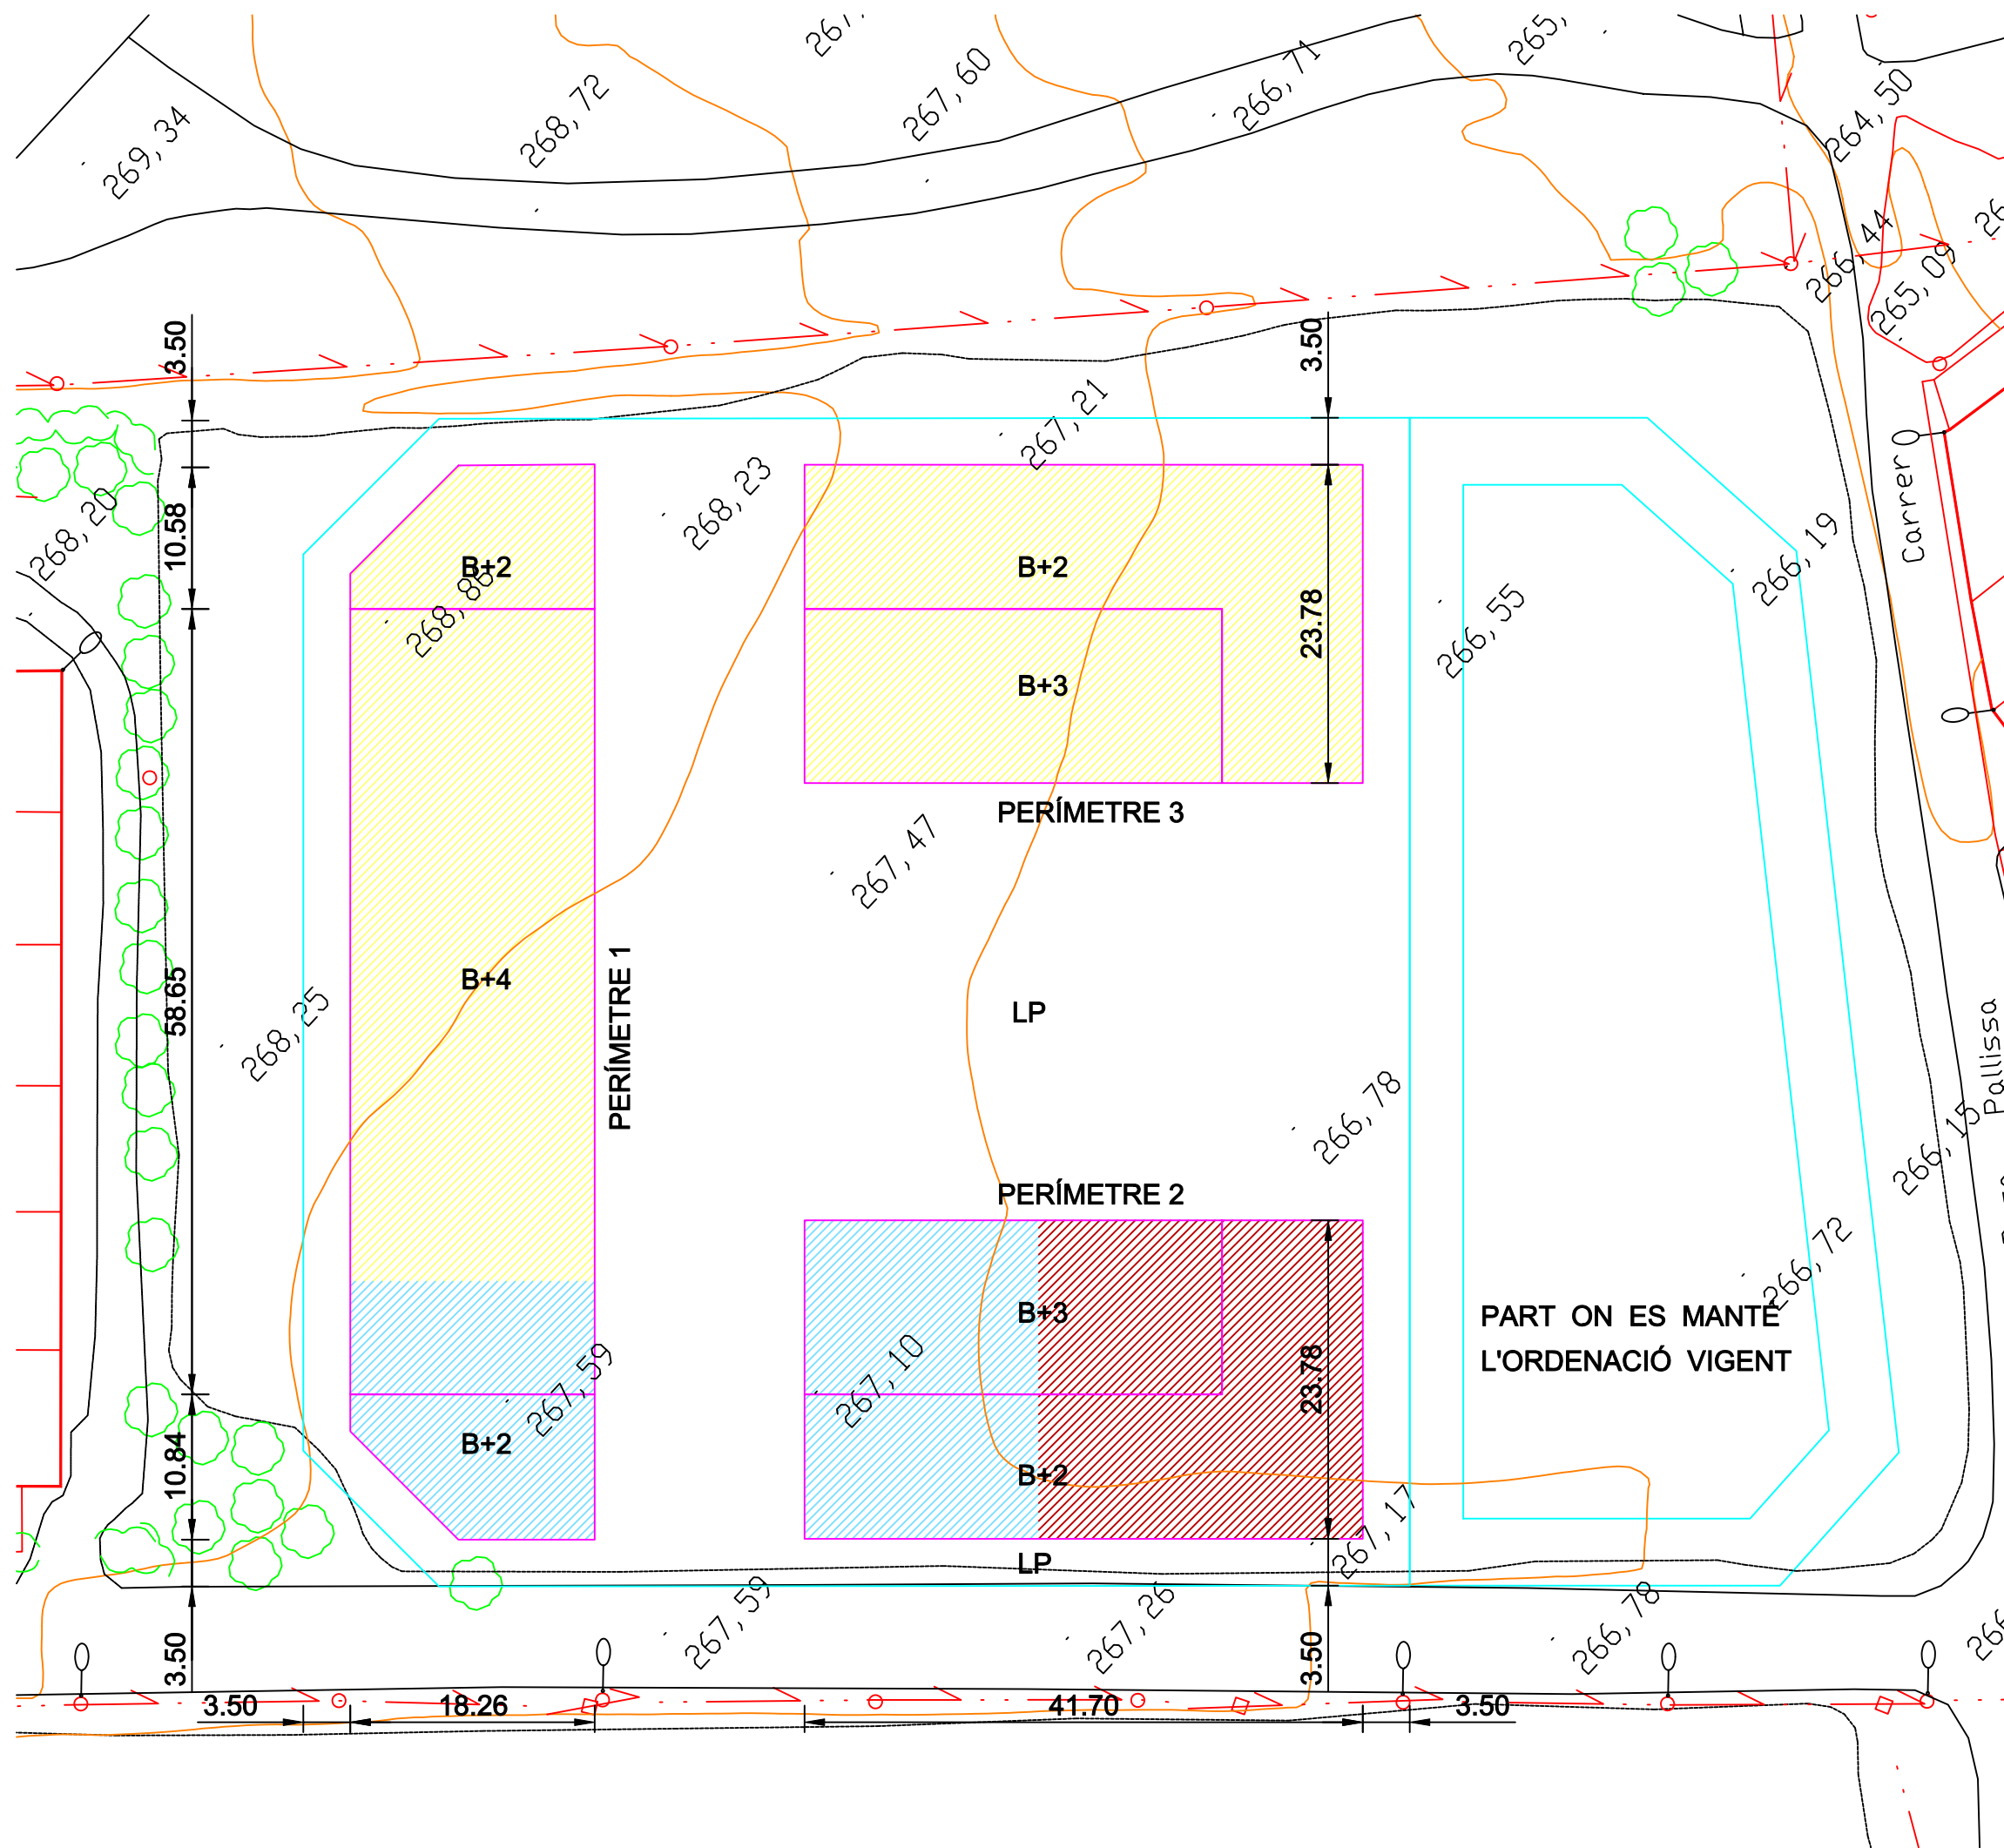 267,
265,
268,72
267,60
266,71
264,50
269,34
266,44
265,09
3.50
3.50
267,21
268,23
268,20
Carrer
10.58
B+2
B+2
266,19
268,86
23.78
266,55
B+3
PERÍMETRE 3
267,47
B+4
58.65
PERÍMETRE 1
LP
268,25
Pallissa
266,78
266,15
PERÍMETRE 2
266,72
B+3
PART ON ES MANTÉ
L'ORDENACIÓ VIGENT
267,59
267,10
23.78
B+2
10.84
B+2
267,17
LP
267,59
267,26
266,78
3.50
3.50
3.50
18.26
41.70
3.50